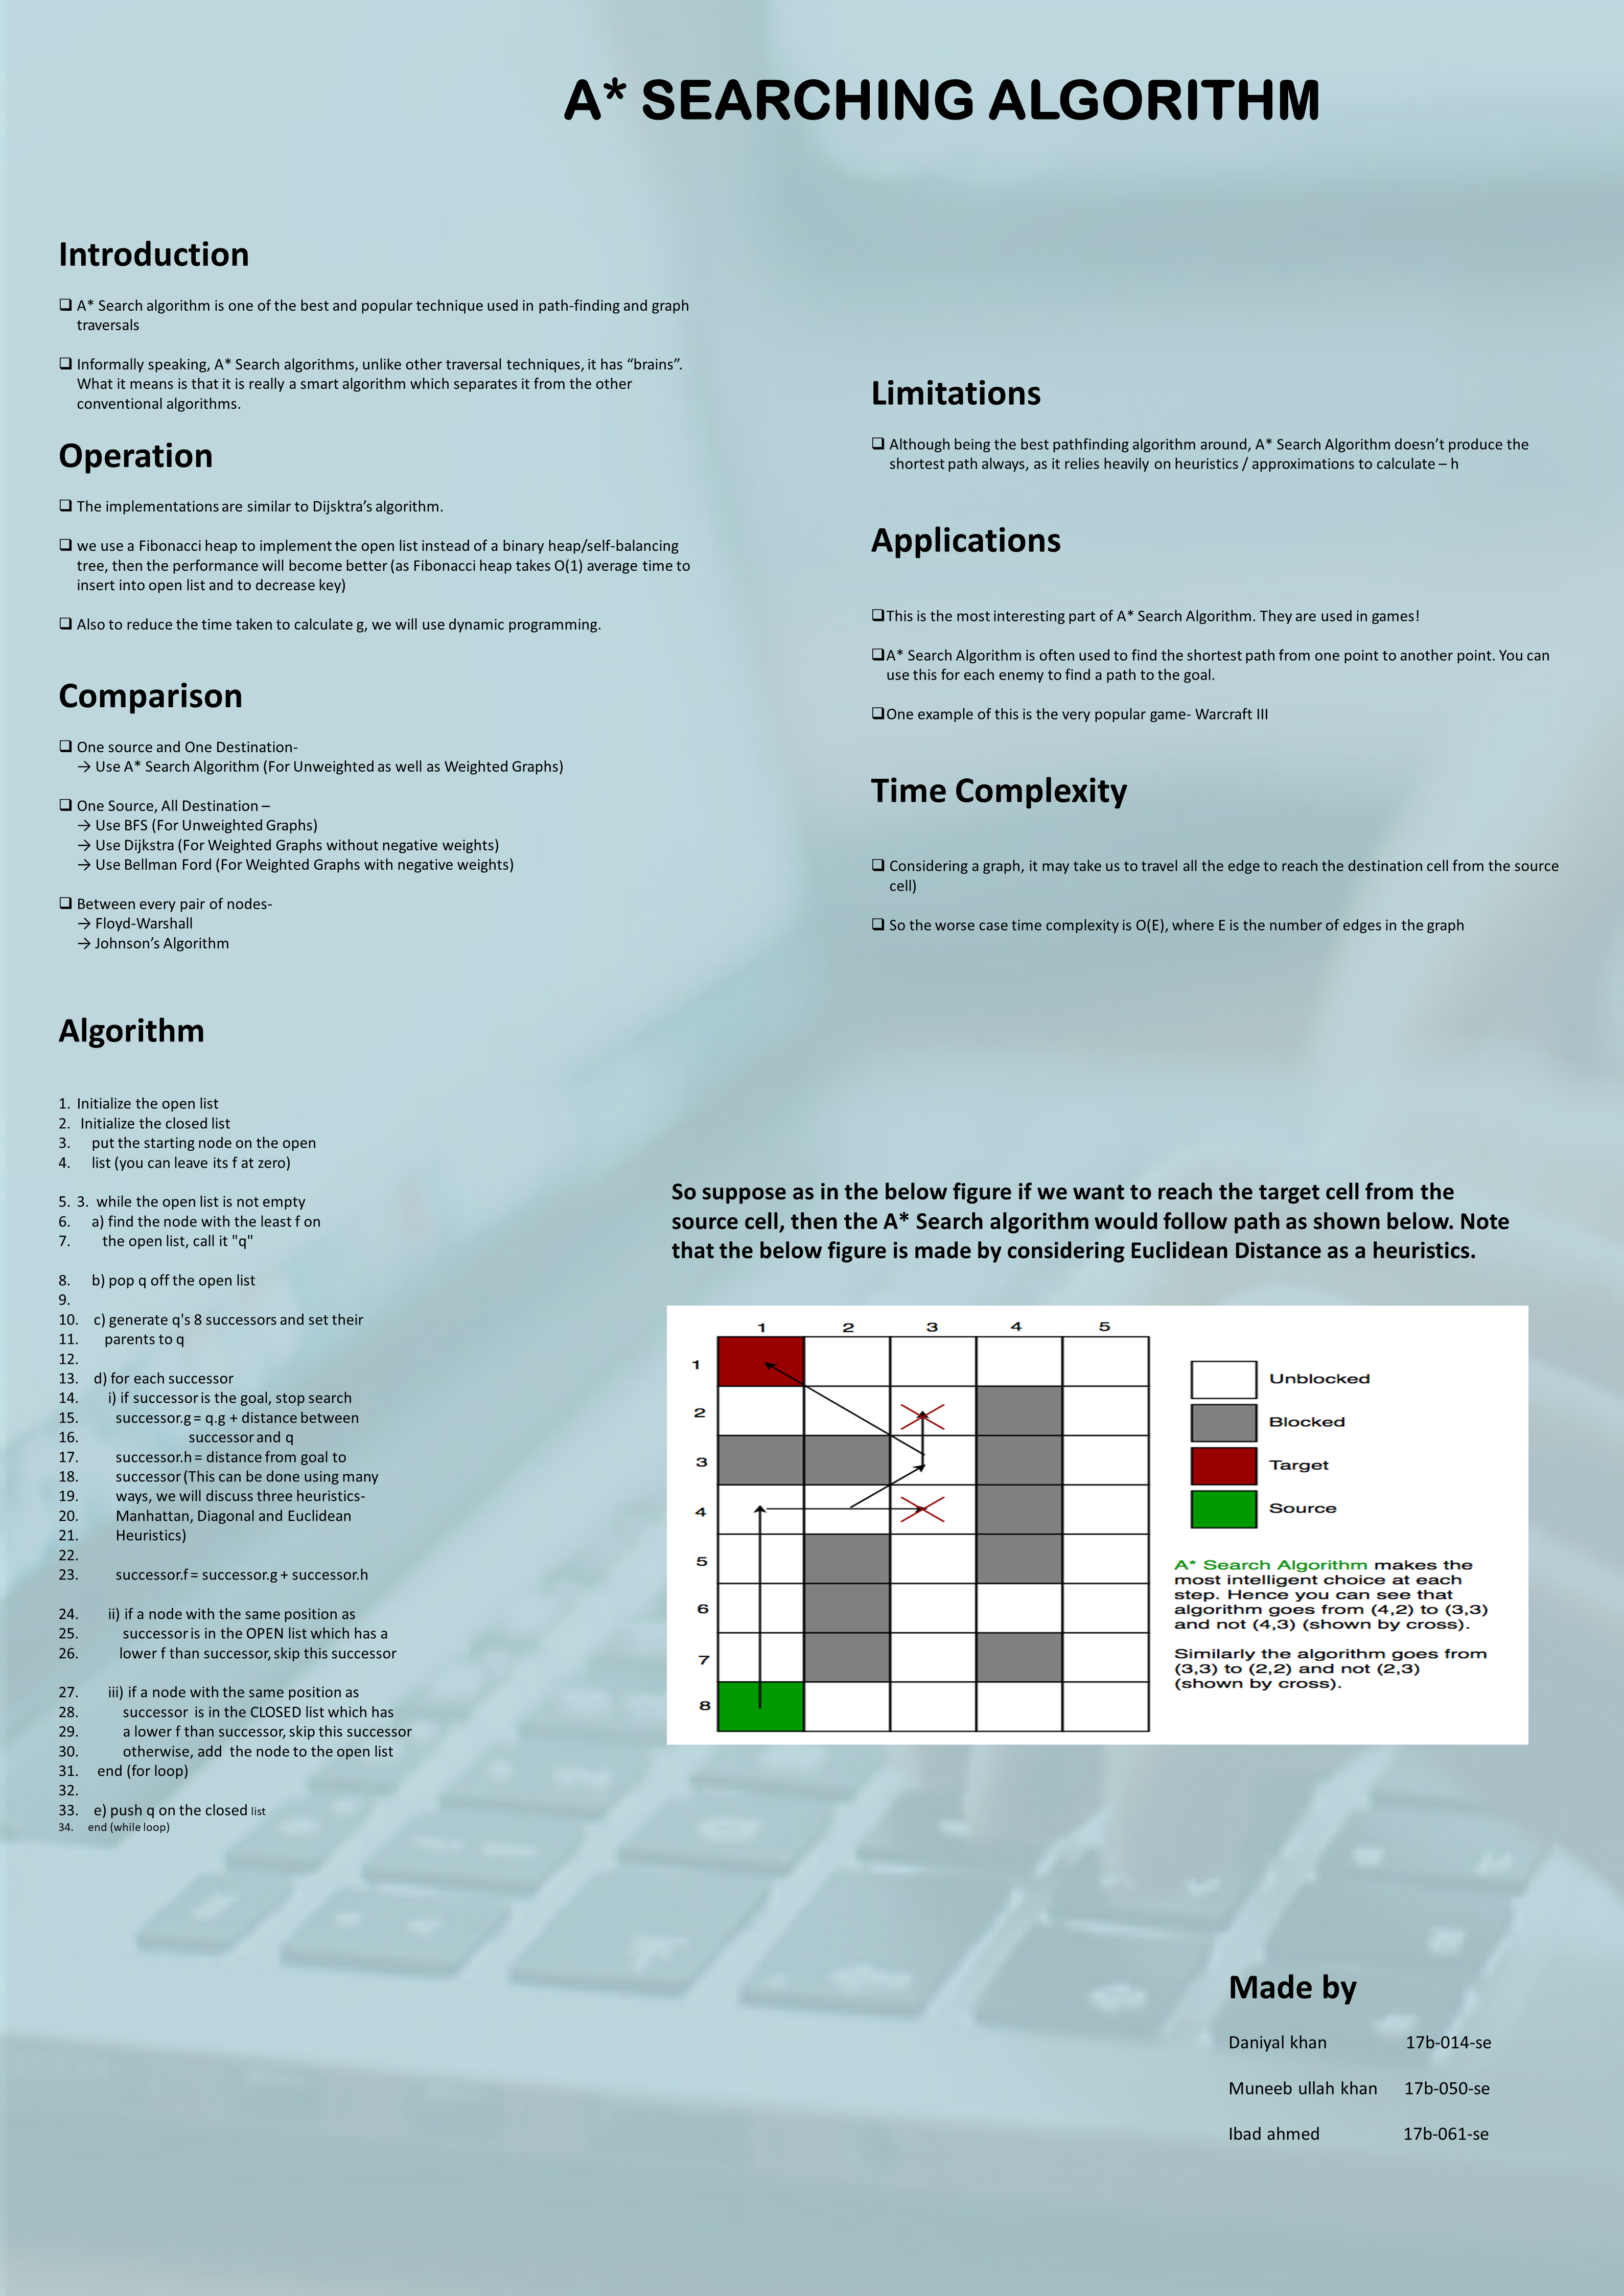 A* SEARCHING ALGORITHM
Introduction
❑ A* Search algorithm is one of the best and popular technique used in path-finding and graph
traversals
❑ Informally speaking, A* Search algorithms, unlike other traversal techniques, it has “brains”.
What it means is that it is really a smart algorithm which separates it from the other
conventional algorithms.
Operation
❑ The implementations are similar to Dijsktra’s algorithm.
❑ we use a Fibonacci heap to implement the open list instead of a binary heap/self-balancing
tree, then the performance will become better (as Fibonacci heap takes O(1) average time to
insert into open list and to decrease key)
❑ Also to reduce the time taken to calculate g, we will use dynamic programming.
Comparison
❑ One source and One Destination-
→ Use A* Search Algorithm (For Unweighted as well as Weighted Graphs)
❑ One Source, All Destination –
→ Use BFS (For Unweighted Graphs)
→ Use Dijkstra (For Weighted Graphs without negative weights)
→ Use Bellman Ford (For Weighted Graphs with negative weights)
❑ Between every pair of nodes-
→ Floyd-Warshall
→ Johnson’s Algorithm
Algorithm
1. Initialize the open list
2. Initialize the closed list
3. put the starting node on the open
4. list (you can leave its f at zero)
5. 3. while the open list is not empty
6. a) find the node with the least f on
7. the open list, call it "q"
8. b) pop q off the open list
9.
10. c) generate q's 8 successors and set their
11. parents to q
12.
13. d) for each successor
14. i) if successor is the goal, stop search
15. successor.g = q.g + distance between
16. successor and q
17. successor.h = distance from goal to
18. successor (This can be done using many
19. ways, we will discuss three heuristics-
20. Manhattan, Diagonal and Euclidean
21. Heuristics)
22.
23. successor.f = successor.g + successor.h
24. ii) if a node with the same position as
25. successor is in the OPEN list which has a
26. lower f than successor, skip this successor
27. iii) if a node with the same position as
28. successor is in the CLOSED list which has
29. a lower f than successor, skip this successor
30. otherwise, add the node to the open list
31. end (for loop)
32.
33. e) push q on the closed list
34. end (while loop)
Limitations
❑ Although being the best pathfinding algorithm around, A* Search Algorithm doesn’t produce the
shortest path always, as it relies heavily on heuristics / approximations to calculate – h
Applications
❑This is the most interesting part of A* Search Algorithm. They are used in games!
❑A* Search Algorithm is often used to find the shortest path from one point to another point. You can
use this for each enemy to find a path to the goal.
❑One example of this is the very popular game- Warcraft III
Time Complexity
❑ Considering a graph, it may take us to travel all the edge to reach the destination cell from the source
cell)
❑ So the worse case time complexity is O(E), where E is the number of edges in the graph
So suppose as in the below figure if we want to reach the target cell from the
source cell, then the A* Search algorithm would follow path as shown below. Note
that the below figure is made by considering Euclidean Distance as a heuristics.
1 2 3 4 5
1
2
3
4
5
6
7
8
Unblocked
Blocked
Target
Source
A* Search Algorithm makes the
most intelligent choice at each
step. Hence you can see that
algorithm goes from (4,2) to (3,3)
and not (4,3) (shown by cross).
Similarly the algorithm goes from
(3,3) to (2,2) and not (2,3)
(shown by cross).
Made by
Daniyal khan 17b-014-se
Muneeb ullah khan 17b-050-se
Ibad ahmed 17b-061-se